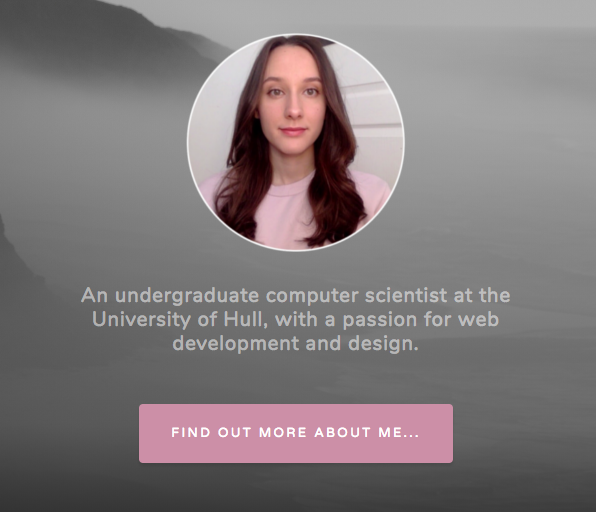 An undergraduate computer scientist at the
University of Hull, with a passion for web
development and design.
FIND OUT MORE ABOUT ME...